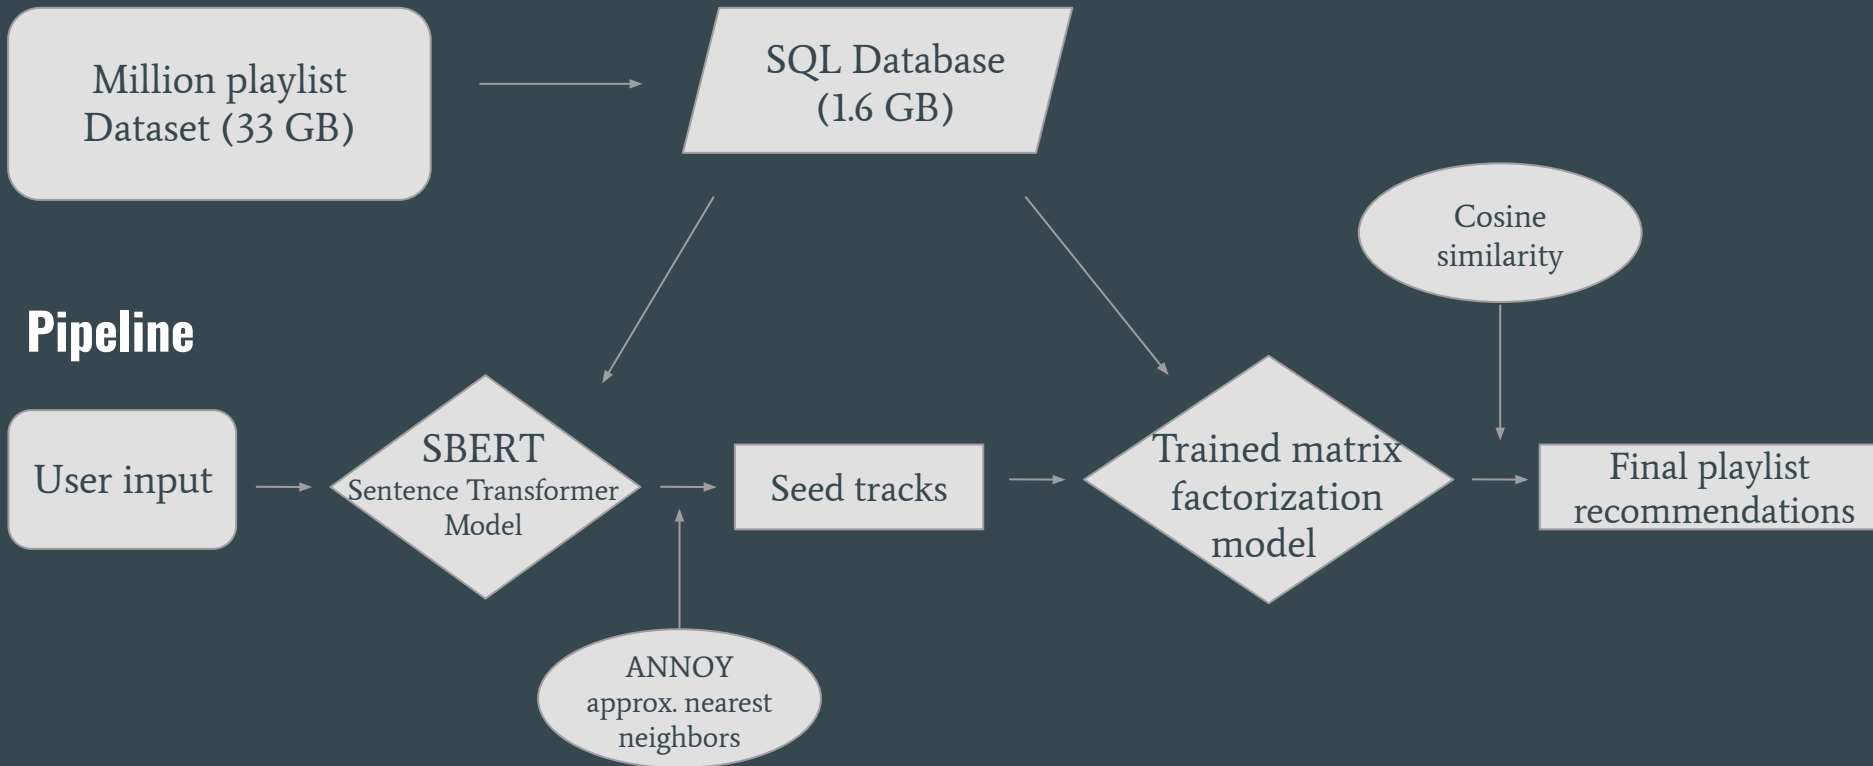 Million playlist
Dataset (33 GB)
SQL Database
(1.6 GB)
Cosine
similarity
Pipeline
User input
SBERT
Sentence Transformer
Model
Seed tracks
Trained matrix
factorization
model
Final playlist
recommendations
ANNOY
approx. nearest
neighbors